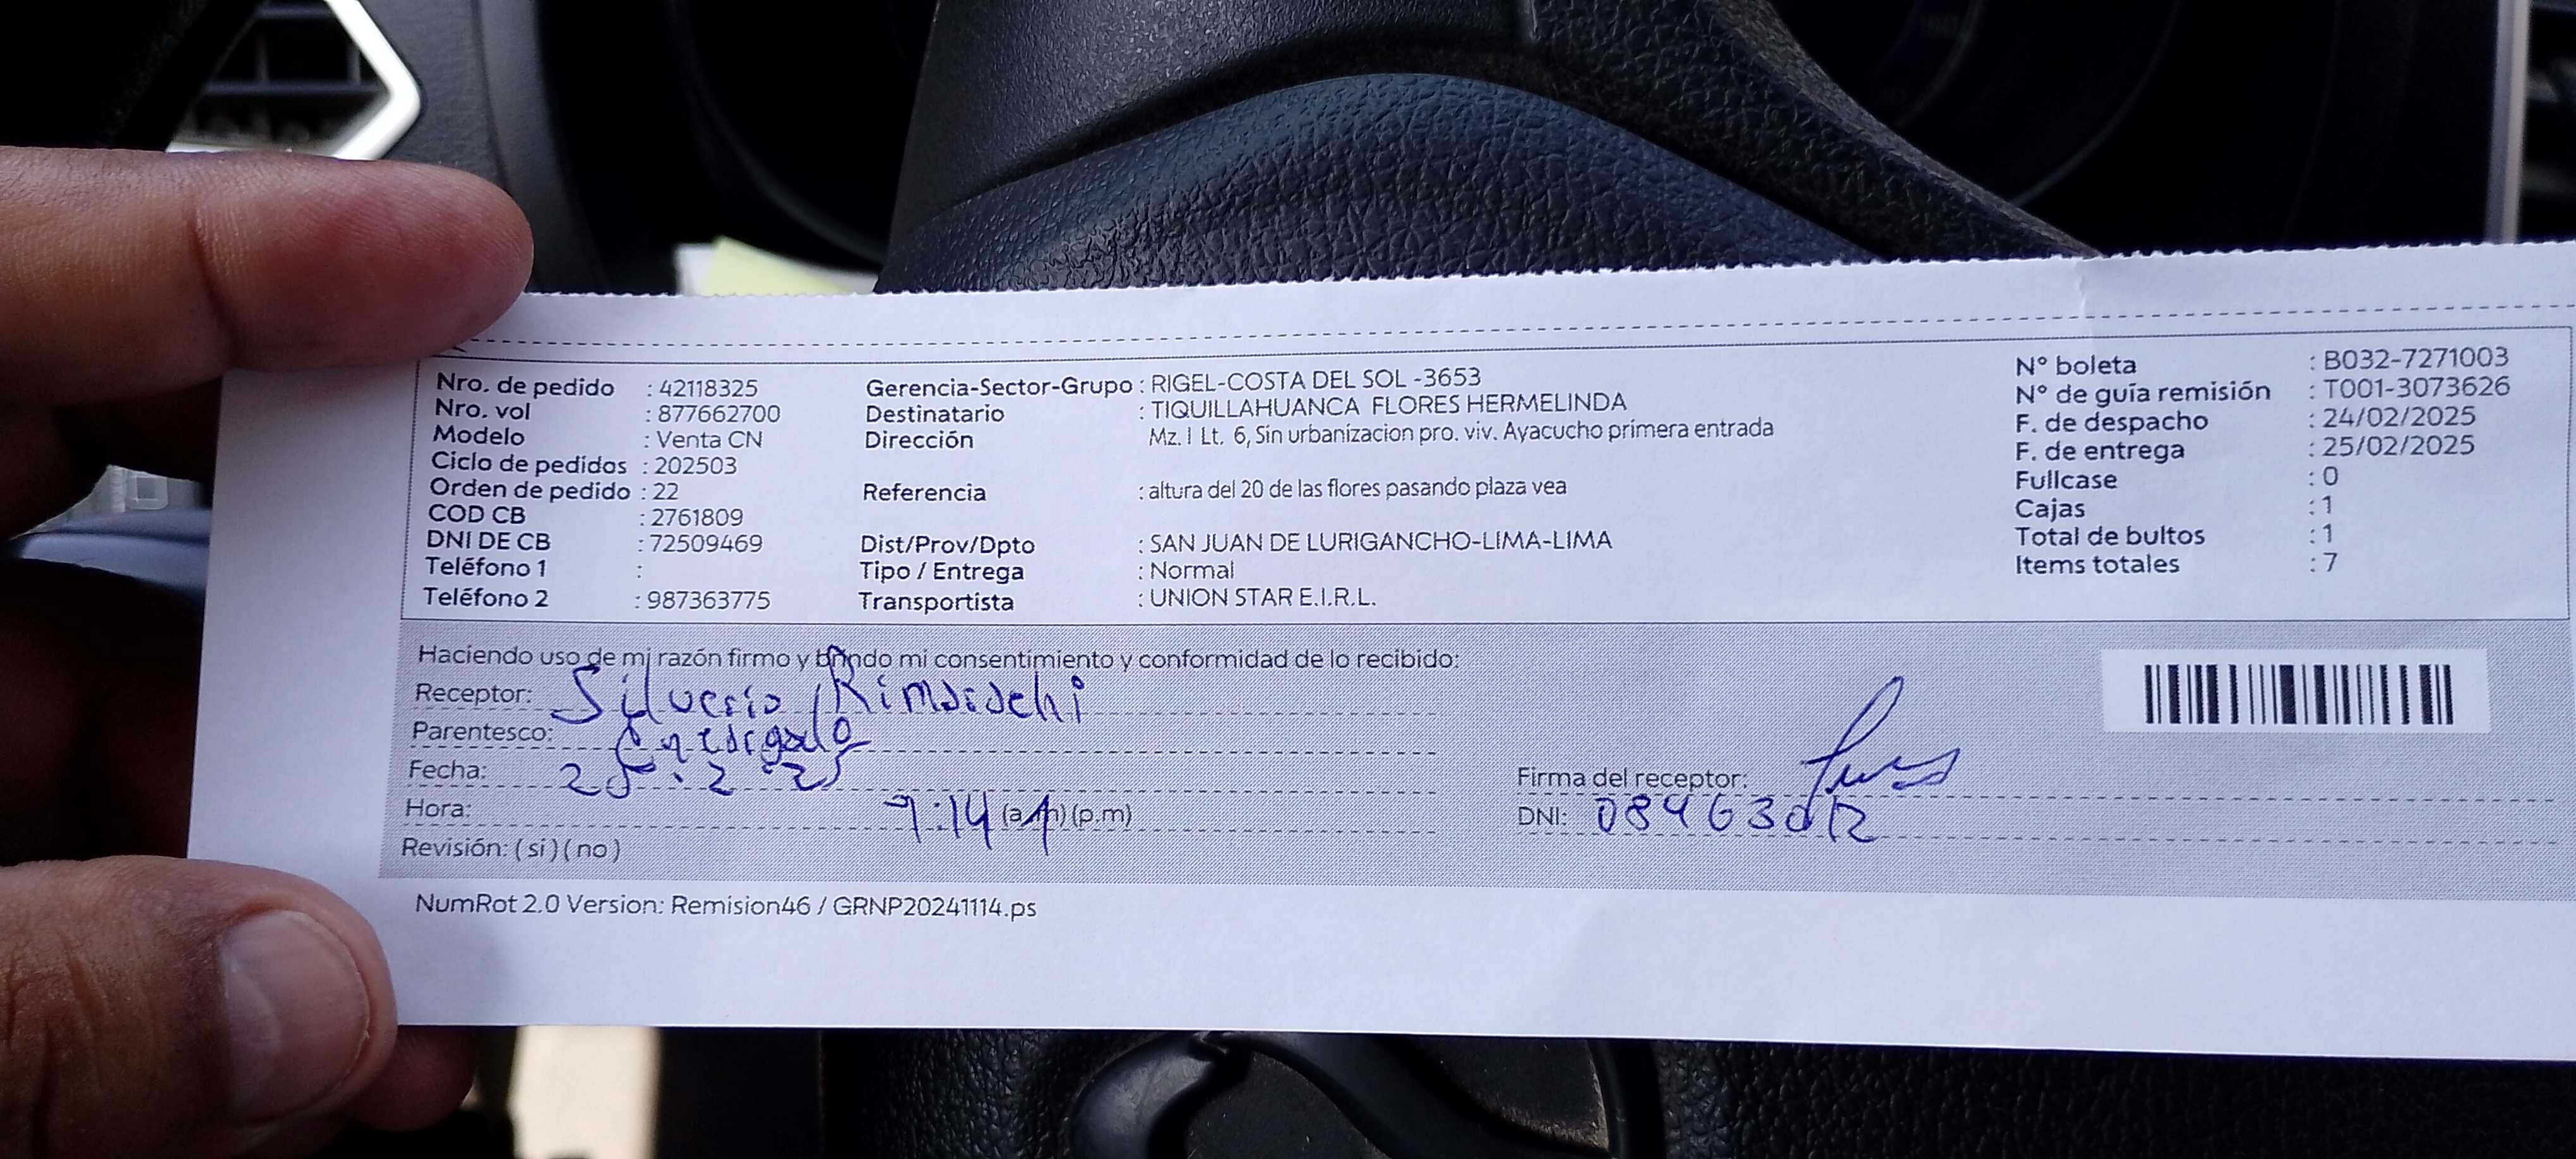 Nro. de pedido : 42118325
Nro. vol : 877662700
Modelo : Venta CN
Ciclo de pedidos : 202503
Orden de pedido : 22
COD CB : 2761809
DNI DE CB : 72509469
Teléfono 1 :
Teléfono 2 : 987363775
Gerencia-Sector-Grupo : RIGEL-COSTA DEL SOL -3653
Destinatario : TIQUILLAHUANCA FLORES HERMELINDA
Dirección Mz. I Lt. 6, Sin urbanizacion pro. viv. Ayacucho primera entrada
Referencia : altura del 20 de las flores pasando plaza vea
Dist/Prov/Dpto : SAN JUAN DE LURIGANCHO-LIMA-LIMA
Tipo / Entrega : Normal
Transportista : UNION STAR E.I.R.L.
N° boleta : B032-7271003
N° de guía remisión : T001-3073626
F. de despacho : 24/02/2025
F. de entrega : 25/02/2025
Fullcase : 0
Cajas : 1
Total de bultos : 1
Items totales : 7
Haciendo uso de mi razón firmo y brindo mi consentimiento y conformidad de lo recibido:
Receptor: Silverio Rimarachi
Parentesco:
Fecha: 25.2.25
Hora: 9:14 (a.m) (p.m)
Revisión: ( si ) ( no )
Firma del receptor:
DNI:
NumRot 2.0 Version: Remision46 / GRNP20241114.ps